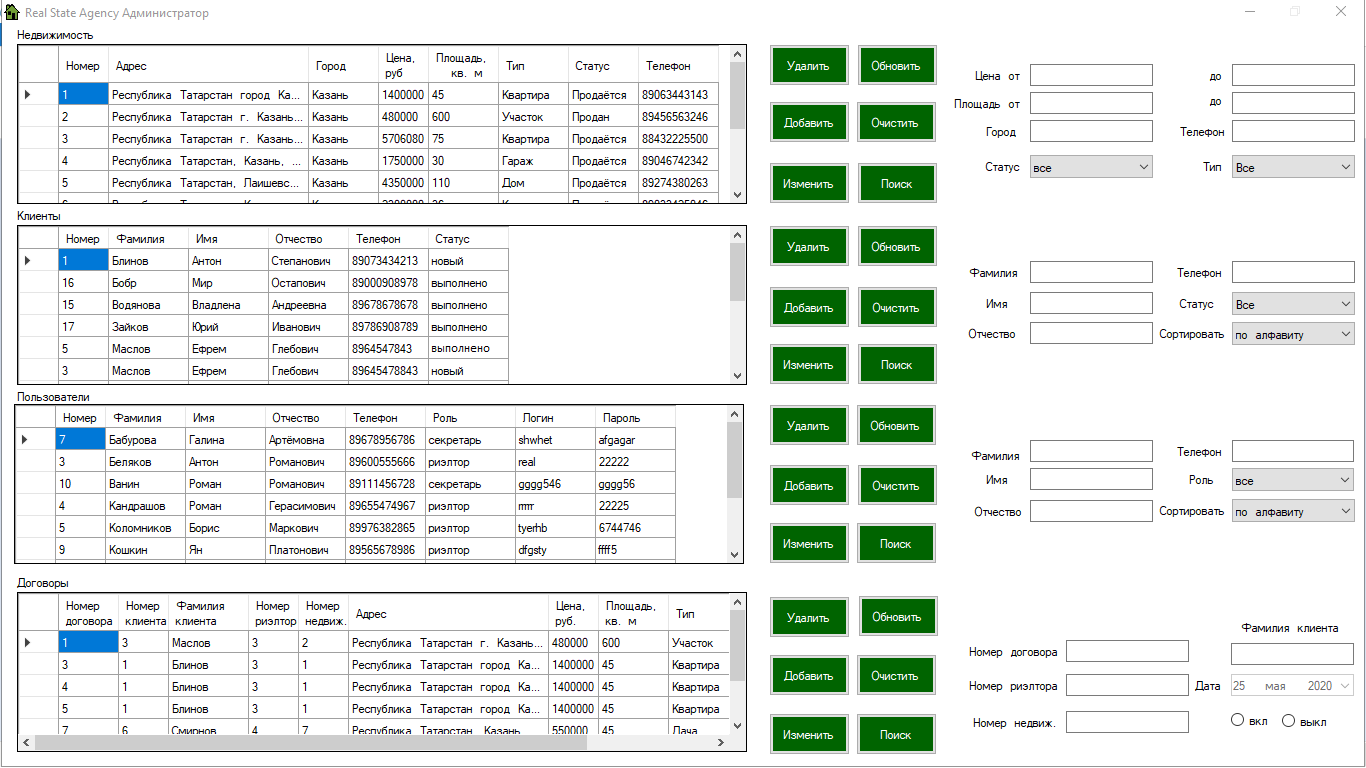 Real State Agency Администратор
Недвижимость
Номер Адрес Город Цена, руб Площадь, кв. м Тип Статус Телефон
1 Республика Татарстан город Ка... Казань 1400000 45 Квартира Продаётся 89063443143
2 Республика Татарстан г. Казань... Казань 480000 600 Участок Продан 89456563246
3 Республика Татарстан г. Казань... Казань 5706080 75 Квартира Продаётся 88432225500
4 Республика Татарстан, Казань, ... Казань 1750000 30 Гараж Продаётся 89046742342
5 Республика Татарстан, Лаишевс... Казань 4350000 110 Дом Продаётся 89274380263
Удалить Обновить
Добавить Очистить
Изменить Поиск
Цена от до
Площадь от до
Город Телефон
Статус все Тип Все
Клиенты
Номер Фамилия Имя Отчество Телефон Статус
1 Блинов Антон Степанович 89073434213 новый
16 Бобр Мир Остапович 89000908978 выполнено
15 Водянова Владлена Андреевна 89678678678 выполнено
17 Зайков Юрий Иванович 89786908789 выполнено
5 Маслов Ефрем Глебович 8964547843 выполнено
3 Маслов Ефрем Глебович 89645478843 новый
Удалить Обновить
Добавить Очистить
Изменить Поиск
Фамилия Телефон
Имя Статус Все
Отчество Сортировать по алфавиту
Пользователи
Номер Фамилия Имя Отчество Телефон Роль Логин Пароль
7 Бабурова Галина Артёмовна 89678956786 секретарь shwhet afgagar
3 Беляков Антон Романович 89600555666 риэлтор real 22222
10 Ванин Роман Романович 89111456728 секретарь gggg546 gggg56
4 Кандрашов Роман Герасимович 89655474967 риэлтор 22225
5 Коломников Борис Маркович 89976382865 риэлтор tyerhb 6744746
9 Кошкин Ян Платонович 89565678986 риэлтор dfgsty ffff5
Удалить Обновить
Добавить Очистить
Изменить Поиск
Фамилия Телефон
Имя Роль все
Отчество Сортировать по алфавиту
Договоры
Номер договора Номер клиента Фамилия клиента Номер риэлтор Номер недвиж. Адрес Цена, руб. Площадь, кв. м Тип
1 3 Маслов 3 2 Республика Татарстан г. Казань... 480000 600 Участок
3 1 Блинов 3 1 Республика Татарстан город Ка... 1400000 45 Квартира
4 1 Блинов 3 1 Республика Татарстан город Ка... 1400000 45 Квартира
5 1 Блинов 3 1 Республика Татарстан город Ка... 1400000 45 Квартира
7 6 Смирнов 4 7 Республика Татарстан Казань 550000 45 Дача
Удалить Обновить
Добавить Очистить
Изменить Поиск
Фамилия клиента
Номер договора
Номер риэлтора Дата 25 мая 2020
Номер недвиж. вкл выкл